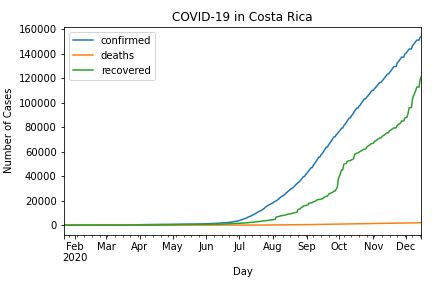 COVID-19 in Costa Rica
confirmed
deaths
recovered
Number of Cases
160000
140000
120000
100000
80000
60000
40000
20000
0
Feb Mar Apr May Jun Jul Aug Sep Oct Nov Dec
2020
Day